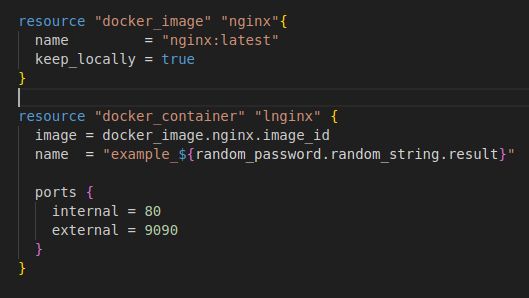 resource "docker_image" "nginx"{
  name         = "nginx:latest"
  keep_locally = true
}

resource "docker_container" "lnginx" {
  image = docker_image.nginx.image_id
  name  = "example_${random_password.random_string.result}"

  ports {
    internal = 80
    external = 9090
  }
}